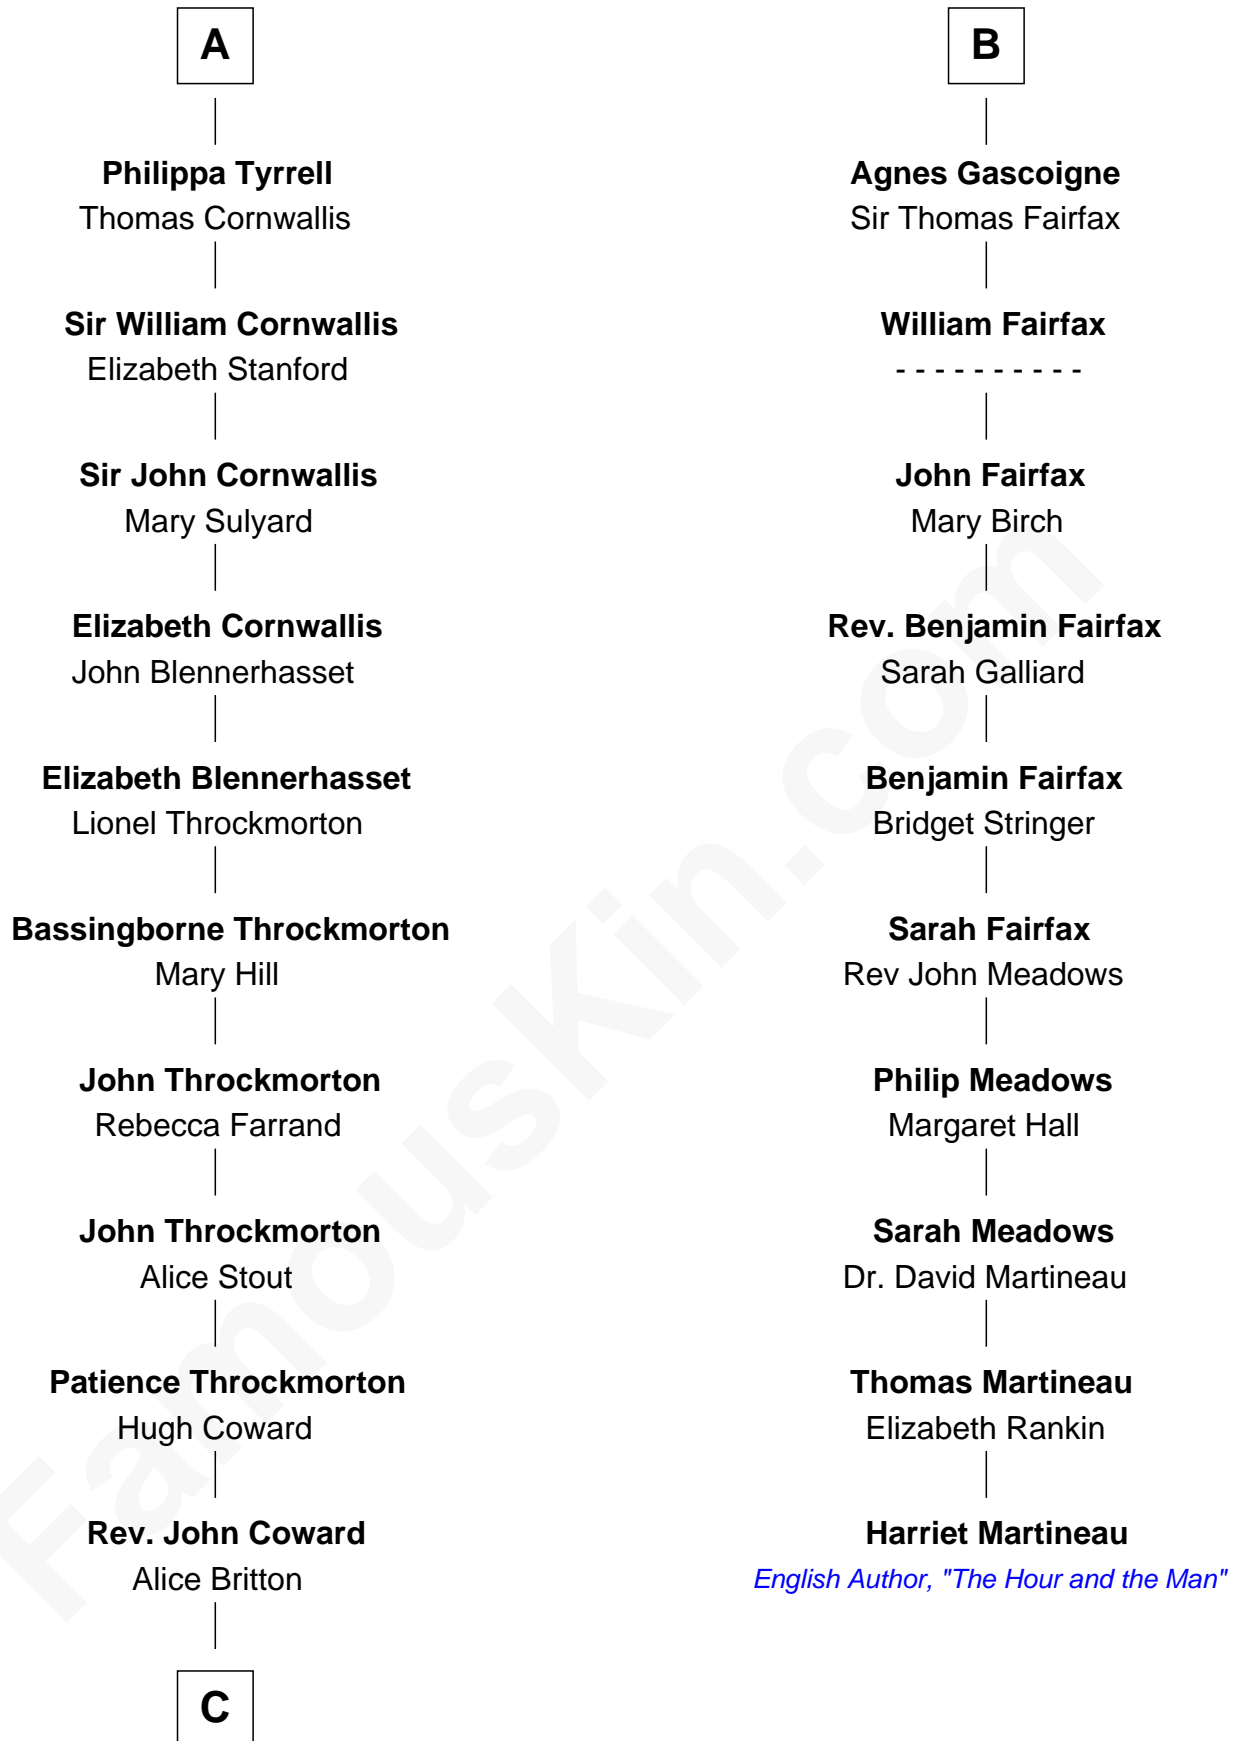 A
Philippa Tyrrell
Thomas Cornwallis
Sir William Cornwallis
Elizabeth Stanford
Sir John Cornwallis
Mary Sulyard
Elizabeth Cornwallis
John Blennerhasset
Elizabeth Blennerhasset
Lionel Throckmorton
Bassingborne Throckmorton
Mary Hill
John Throckmorton
Rebecca Farrand
John Throckmorton
Alice Stout
Patience Throckmorton
Hugh Coward
Rev. John Coward
Alice Britton
C
B
Agnes Gascoigne
Sir Thomas Fairfax
William Fairfax
- - - - - - - - - -
John Fairfax
Mary Birch
Rev. Benjamin Fairfax
Sarah Galliard
Benjamin Fairfax
Bridget Stringer
Sarah Fairfax
Rev John Meadows
Philip Meadows
Margaret Hall
Sarah Meadows
Dr. David Martineau
Thomas Martineau
Elizabeth Rankin
Harriet Martineau
English Author, "The Hour and the Man"
FamousKin.com